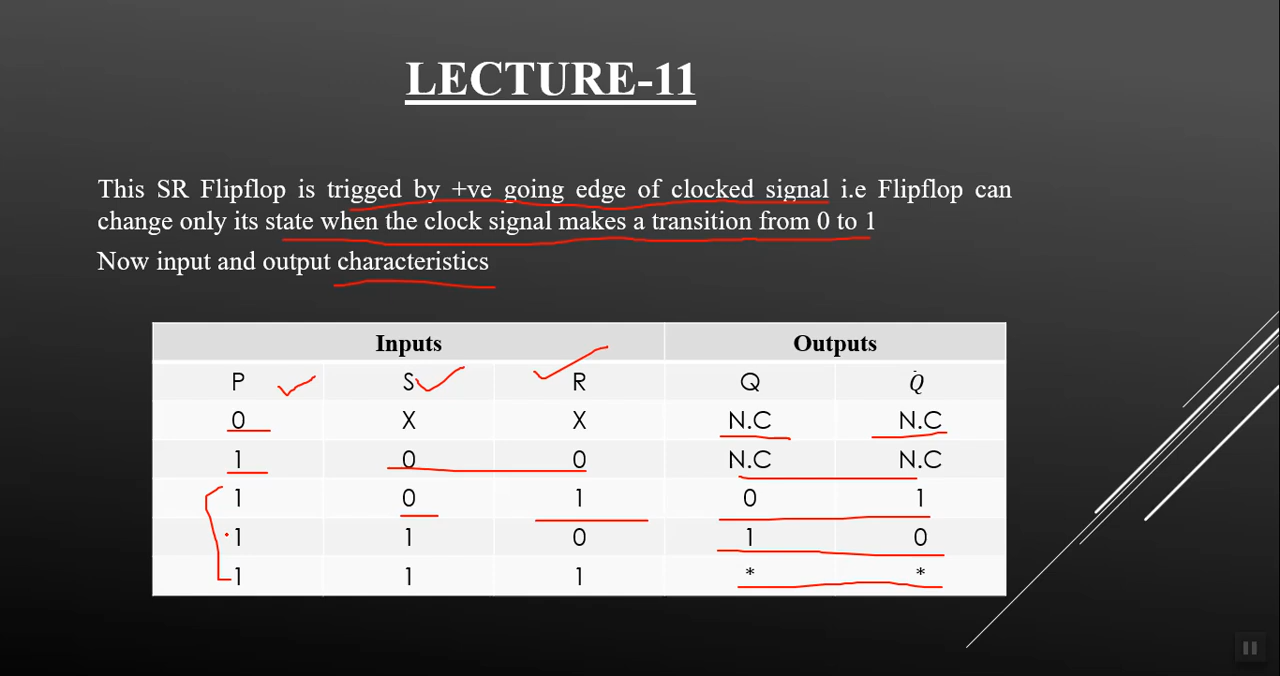 LECTURE-11
This SR Flipflop is trigged by +ve going edge of clocked signal i.e Flipflop can
change only its state when the clock signal makes a transition from 0 to 1
Now input and output characteristics
Inputs Outputs
P S R Q Q̇
0 X X N.C N.C
1 0 0 N.C N.C
1 0 1 0 1
1 1 0 1 0
1 1 1 * *